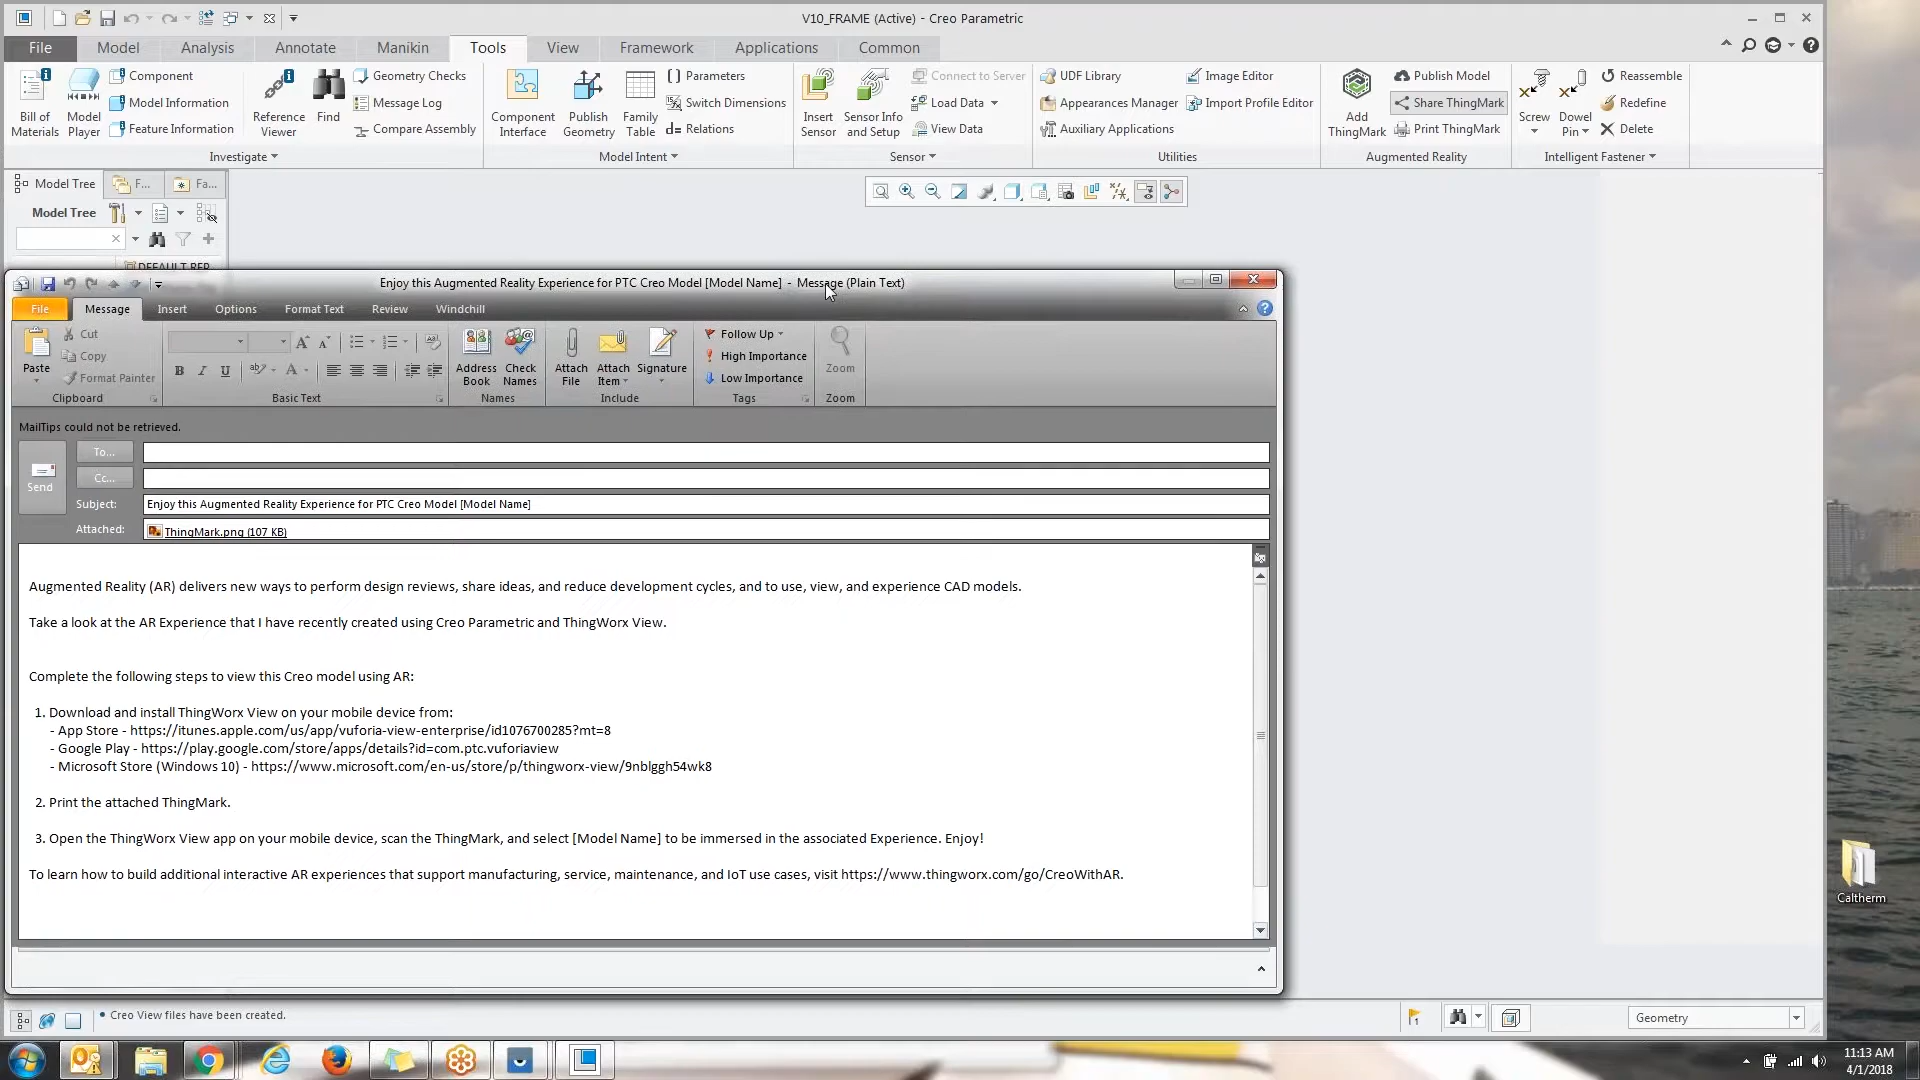 V10_FRAME (Active) - Creo Parametric
File Model Analysis Annotate Manikin Tools View Framework Applications Common
Bill of Materials
Model Player
Component
Model Information
Feature Information
Reference Viewer
Find
Geometry Checks
Message Log
Compare Assembly
Investigate
Component Interface
Publish Geometry
Family Table
Parameters
Switch Dimensions
Relations
Model Intent
Insert Sensor
Sensor Info and Setup
Connect to Server
Load Data
View Data
Sensor
UDF Library
Appearances Manager
Auxiliary Applications
Image Editor
Import Profile Editor
Utilities
Add ThingMark
Publish Model
Share ThingMark
Print ThingMark
Augmented Reality
Screw
Dowel Pin
Reassemble
Redefine
Delete
Intelligent Fastener
Model Tree F... Fa...
Model Tree
DEFAULT REP
Enjoy this Augmented Reality Experience for PTC Creo Model [Model Name] - Message (Plain Text)
File Message Insert Options Format Text Review Windchill
Paste
Cut
Copy
Format Painter
Clipboard
Basic Text
Address Book
Check Names
Names
Attach File
Attach Item
Signature
Include
Follow Up
High Importance
Low Importance
Tags
Zoom
Zoom
MailTips could not be retrieved.
Send
To...
Cc...
Subject: Enjoy this Augmented Reality Experience for PTC Creo Model [Model Name]
Attached: ThingMark.png (107 KB)
Augmented Reality (AR) delivers new ways to perform design reviews, share ideas, and reduce development cycles, and to use, view, and experience CAD models.
Take a look at the AR Experience that I have recently created using Creo Parametric and ThingWorx View.
Complete the following steps to view this Creo model using AR:
1. Download and install ThingWorx View on your mobile device from:
- App Store - https://itunes.apple.com/us/app/vuforia-view-enterprise/id1076700285?mt=8
- Google Play - https://play.google.com/store/apps/details?id=com.ptc.vuforiaview
- Microsoft Store (Windows 10) - https://www.microsoft.com/en-us/store/p/thingworx-view/9nblggh54wk8
2. Print the attached ThingMark.
3. Open the ThingWorx View app on your mobile device, scan the ThingMark, and select [Model Name] to be immersed in the associated Experience. Enjoy!
To learn how to build additional interactive AR experiences that support manufacturing, service, maintenance, and IoT use cases, visit https://www.thingworx.com/go/CreoWithAR.
Caltherm
• Creo View files have been created.
Geometry
11:13 AM
4/1/2018